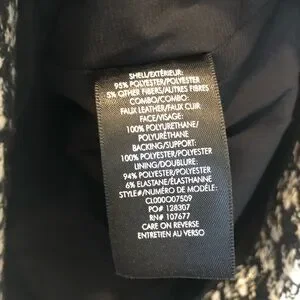 SHELL/EXTÉRIEUR:
95% POLYESTER/POLYESTER
5% OTHER FIBERS/AUTRES FIBRES
COMBO/COMBO:
FAUX LEATHER/FAUX CUIR
FACE/VISAGE:
100% POLYURETHANE/
POLYURÉTHANE
BACKING/SUPPORT:
100% POLYESTER/POLYESTER
LINING/DOUBLURE:
94% POLYESTER/POLYESTER
6% ELASTANE/ÉLASTHANNE
STYLE#/NUMÉRO DE MODÈLE:
CL000O07509
PO# 128307
RN# 107677
CARE ON REVERSE
ENTRETIEN AU VERSO